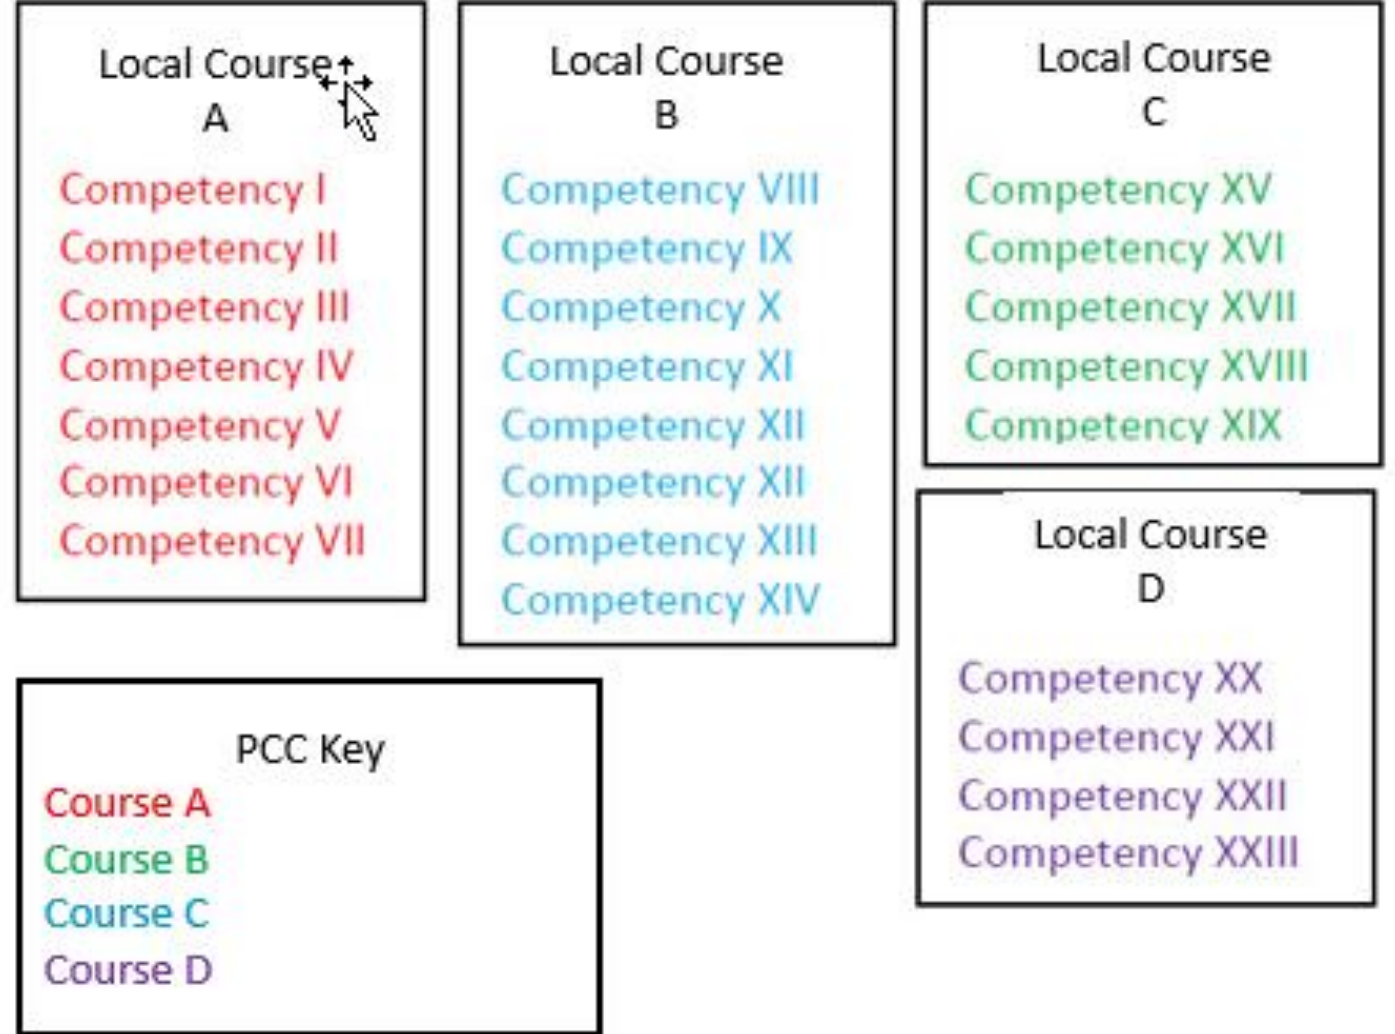 Local Course
A
Competency I
Competency II
Competency III
Competency IV
Competency V
Competency VI
Competency VII
Local Course
B
Competency VIII
Competency IX
Competency X
Competency XI
Competency XII
Competency XII
Competency XIII
Competency XIV
Local Course
C
Competency XV
Competency XVI
Competency XVII
Competency XVIII
Competency XIX
Local Course
D
Competency XX
Competency XXI
Competency XXII
Competency XXIII
PCC Key
Course A
Course B
Course C
Course D